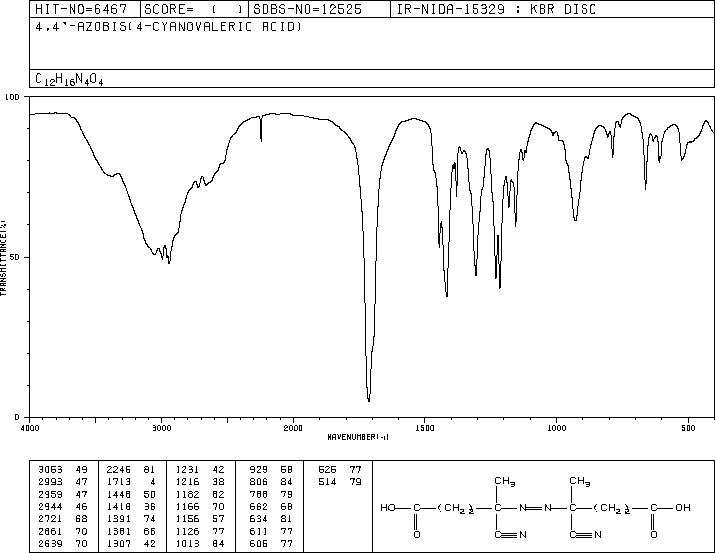 HIT-NO=6467 SCORE= ( ) SDBS-NO=12525 IR-NIDA-15329 : KBR DISC
4,4'-AZOBIS(4-CYANOVALERIC ACID)
C12H16N4O4
100
TRANSMITTANCE(%)
50
0
4000 3000 2000 1500 1000 500
WAVENUMBER(-1)
3063 49 2246 81 1231 42 929 60 626 77
2993 47 1713 4 1216 38 806 84 514 79
2959 47 1448 50 1182 62 788 79
2944 46 1418 36 1166 70 662 68
2721 68 1391 74 1156 57 634 81
2661 70 1381 66 1126 77 611 77
2639 70 1307 42 1013 84 606 77
CH3 CH3
HO C (CH2)2 C N N C (CH2)2 C OH
O C N C N O